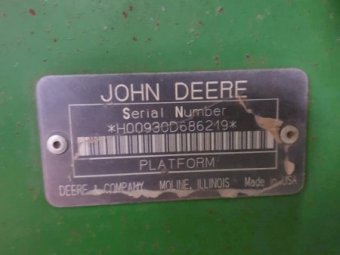 JOHN DEERE
Serial Number
*H00930D686219*
PLATFORM
DEERE & COMPANY MOLINE, ILLINOIS Made in USA